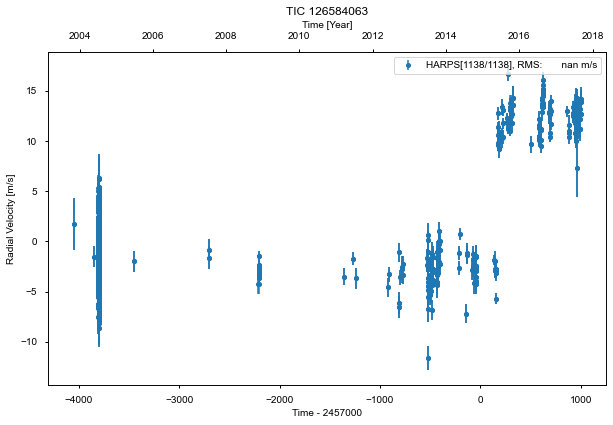 TIC 126584063
Time [Year]
2004 2006 2008 2010 2012 2014 2016 2018
HARPS[1138/1138], RMS: nan m/s
15
10
5
0
−5
−10
Radial Velocity [m/s]
−4000 −3000 −2000 −1000 0 1000
Time - 2457000